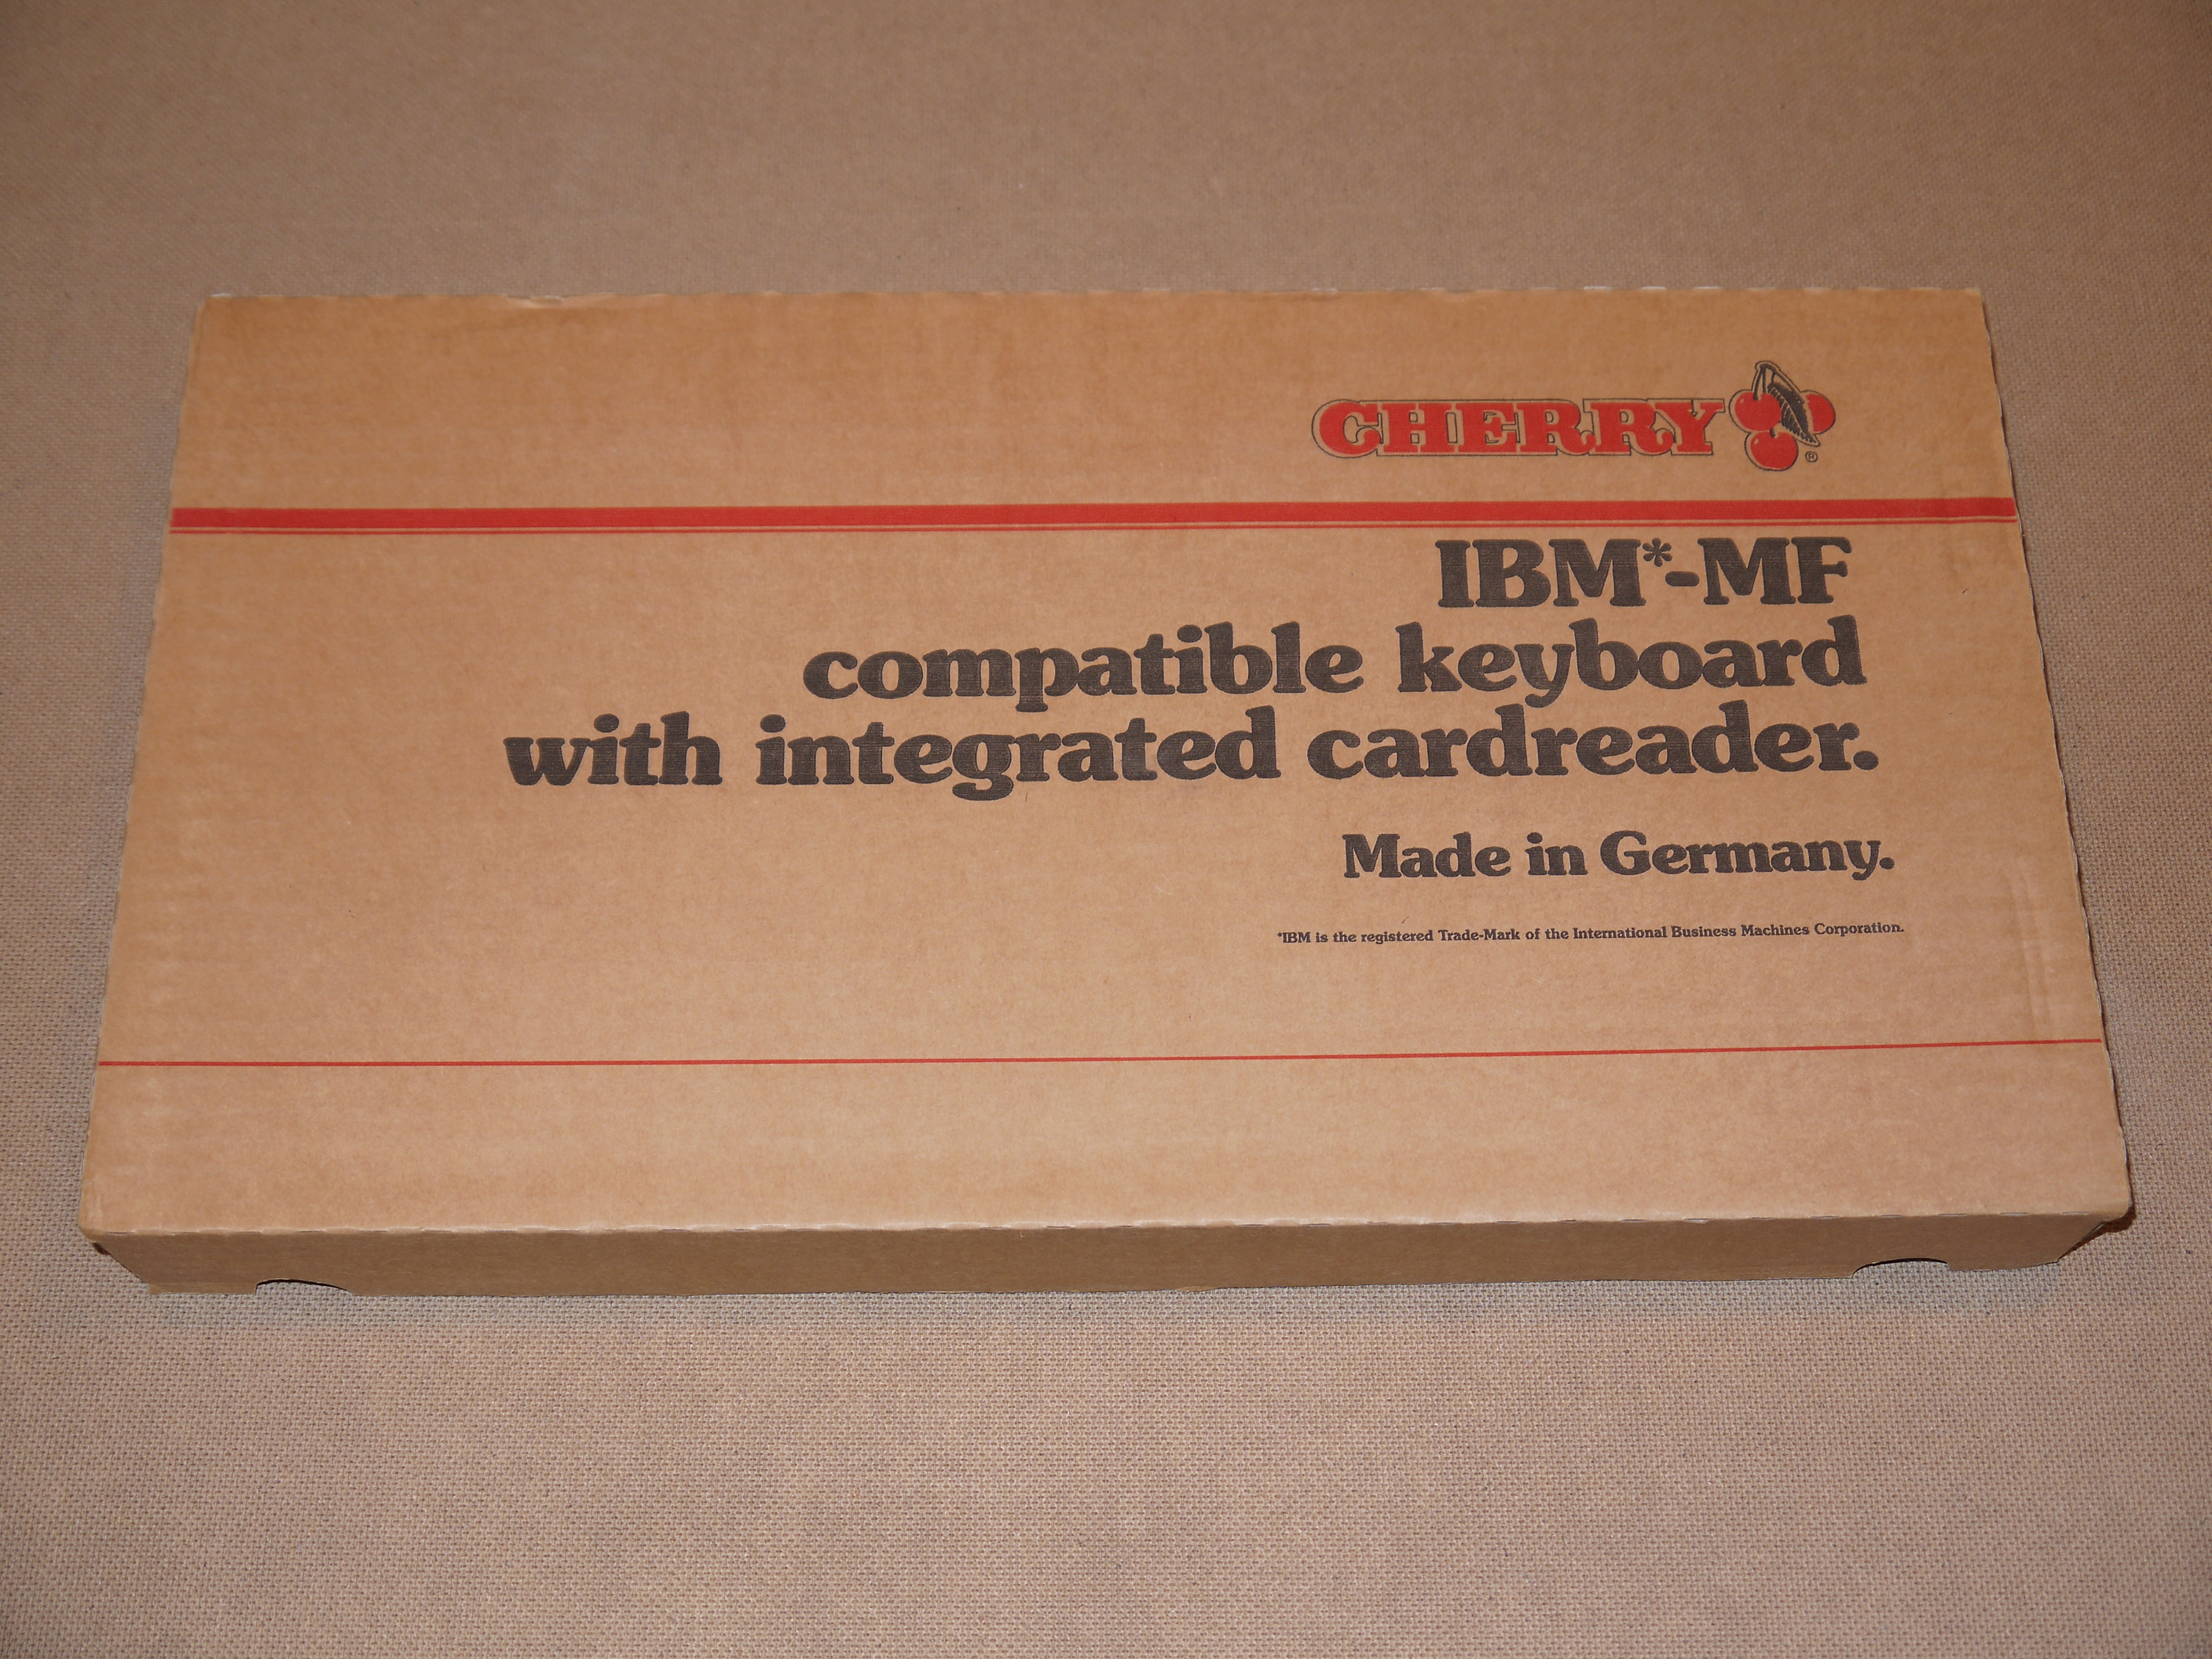 CHERRY®
IBM*-MF
compatible keyboard
with integrated cardreader.
Made in Germany.
*IBM is the registered Trade-Mark of the International Business Machines Corporation.